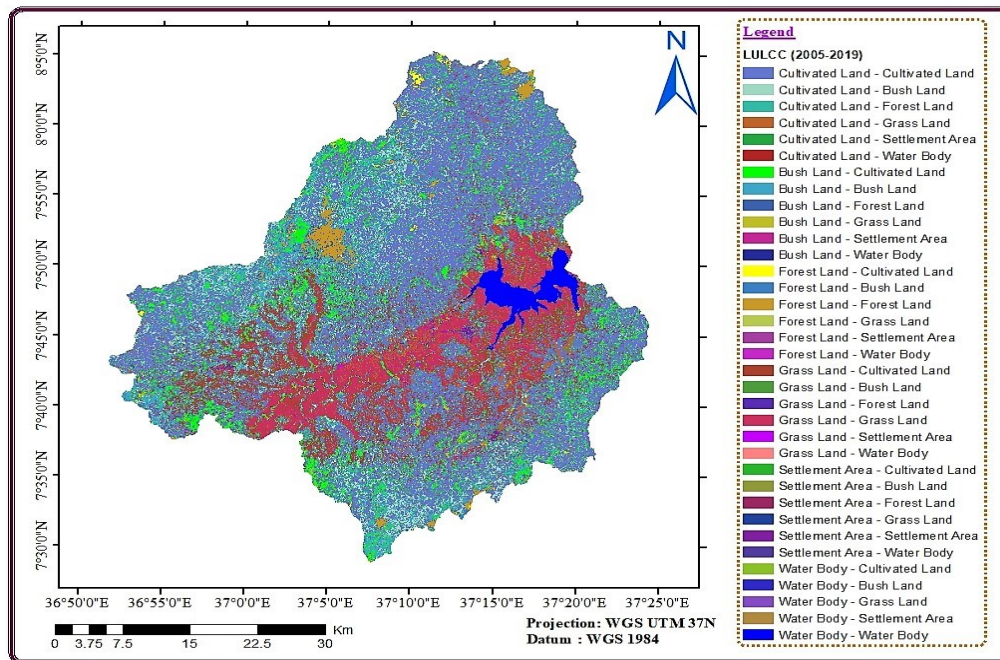 N
8°5'0"N
8°0'0"N
7°55'0"N
7°50'0"N
7°45'0"N
7°40'0"N
7°35'0"N
7°30'0"N
36°50'0"E 36°55'0"E 37°0'0"E 37°5'0"E 37°10'0"E 37°15'0"E 37°20'0"E 37°25'0"E
0 3.75 7.5 15 22.5 30 Km
Projection: WGS UTM 37N
Datum : WGS 1984
Legend
LULCC (2005-2019)
Cultivated Land - Cultivated Land
Cultivated Land - Bush Land
Cultivated Land - Forest Land
Cultivated Land - Grass Land
Cultivated Land - Settlement Area
Cultivated Land - Water Body
Bush Land - Cultivated Land
Bush Land - Bush Land
Bush Land - Forest Land
Bush Land - Grass Land
Bush Land - Settlement Area
Bush Land - Water Body
Forest Land - Cultivated Land
Forest Land - Bush Land
Forest Land - Forest Land
Forest Land - Grass Land
Forest Land - Settlement Area
Forest Land - Water Body
Grass Land - Cultivated Land
Grass Land - Bush Land
Grass Land - Forest Land
Grass Land - Grass Land
Grass Land - Settlement Area
Grass Land - Water Body
Settlement Area - Cultivated Land
Settlement Area - Bush Land
Settlement Area - Forest Land
Settlement Area - Grass Land
Settlement Area - Settlement Area
Settlement Area - Water Body
Water Body - Cultivated Land
Water Body - Bush Land
Water Body - Grass Land
Water Body - Settlement Area
Water Body - Water Body